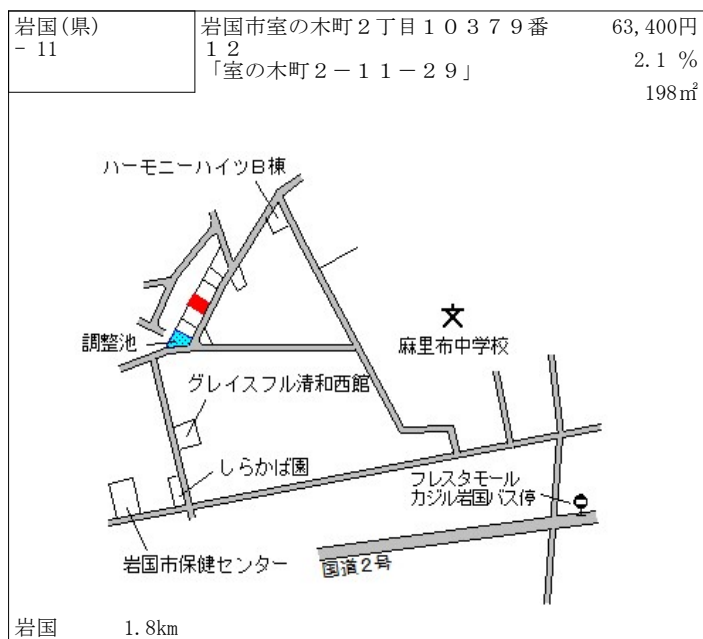 岩国(県)
- 11
岩国市室の木町２丁目１０３７９番
１２
「室の木町２－１１－２９」
63,400円
2.1 %
198㎡
ハーモニーハイツＢ棟
調整池
麻里布中学校
グレイスフル清和西館
しらかば園
フレスタモール
カジル岩国バス停
岩国市保健センター
国道２号
岩国 1.8km